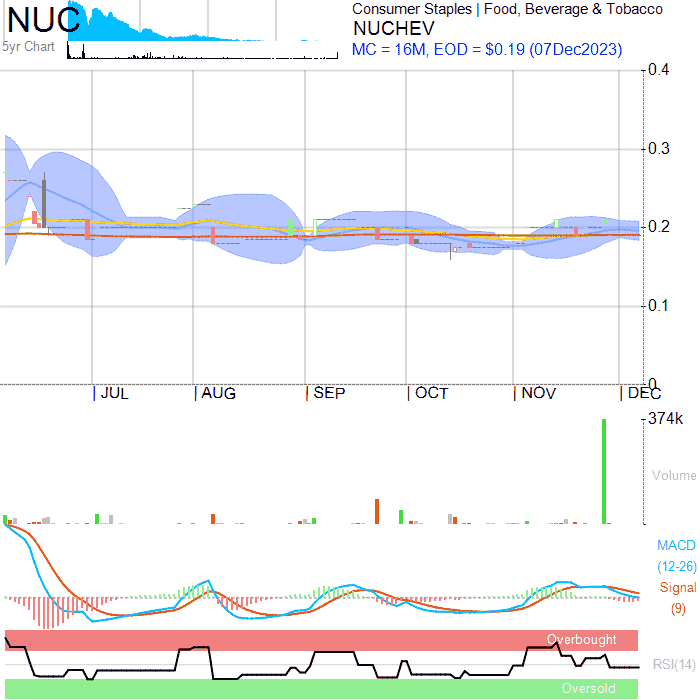 NUC
Consumer Staples | Food, Beverage & Tobacco
NUCHEV
5yr Chart
MC = 16M, EOD = $0.19 (07Dec2023)
0.4
0.3
0.2
0.1
0
JUL AUG SEP OCT NOV DEC
374k
Volume
MACD
(12-26)
Signal
(9)
Overbought
RSI(14)
Oversold